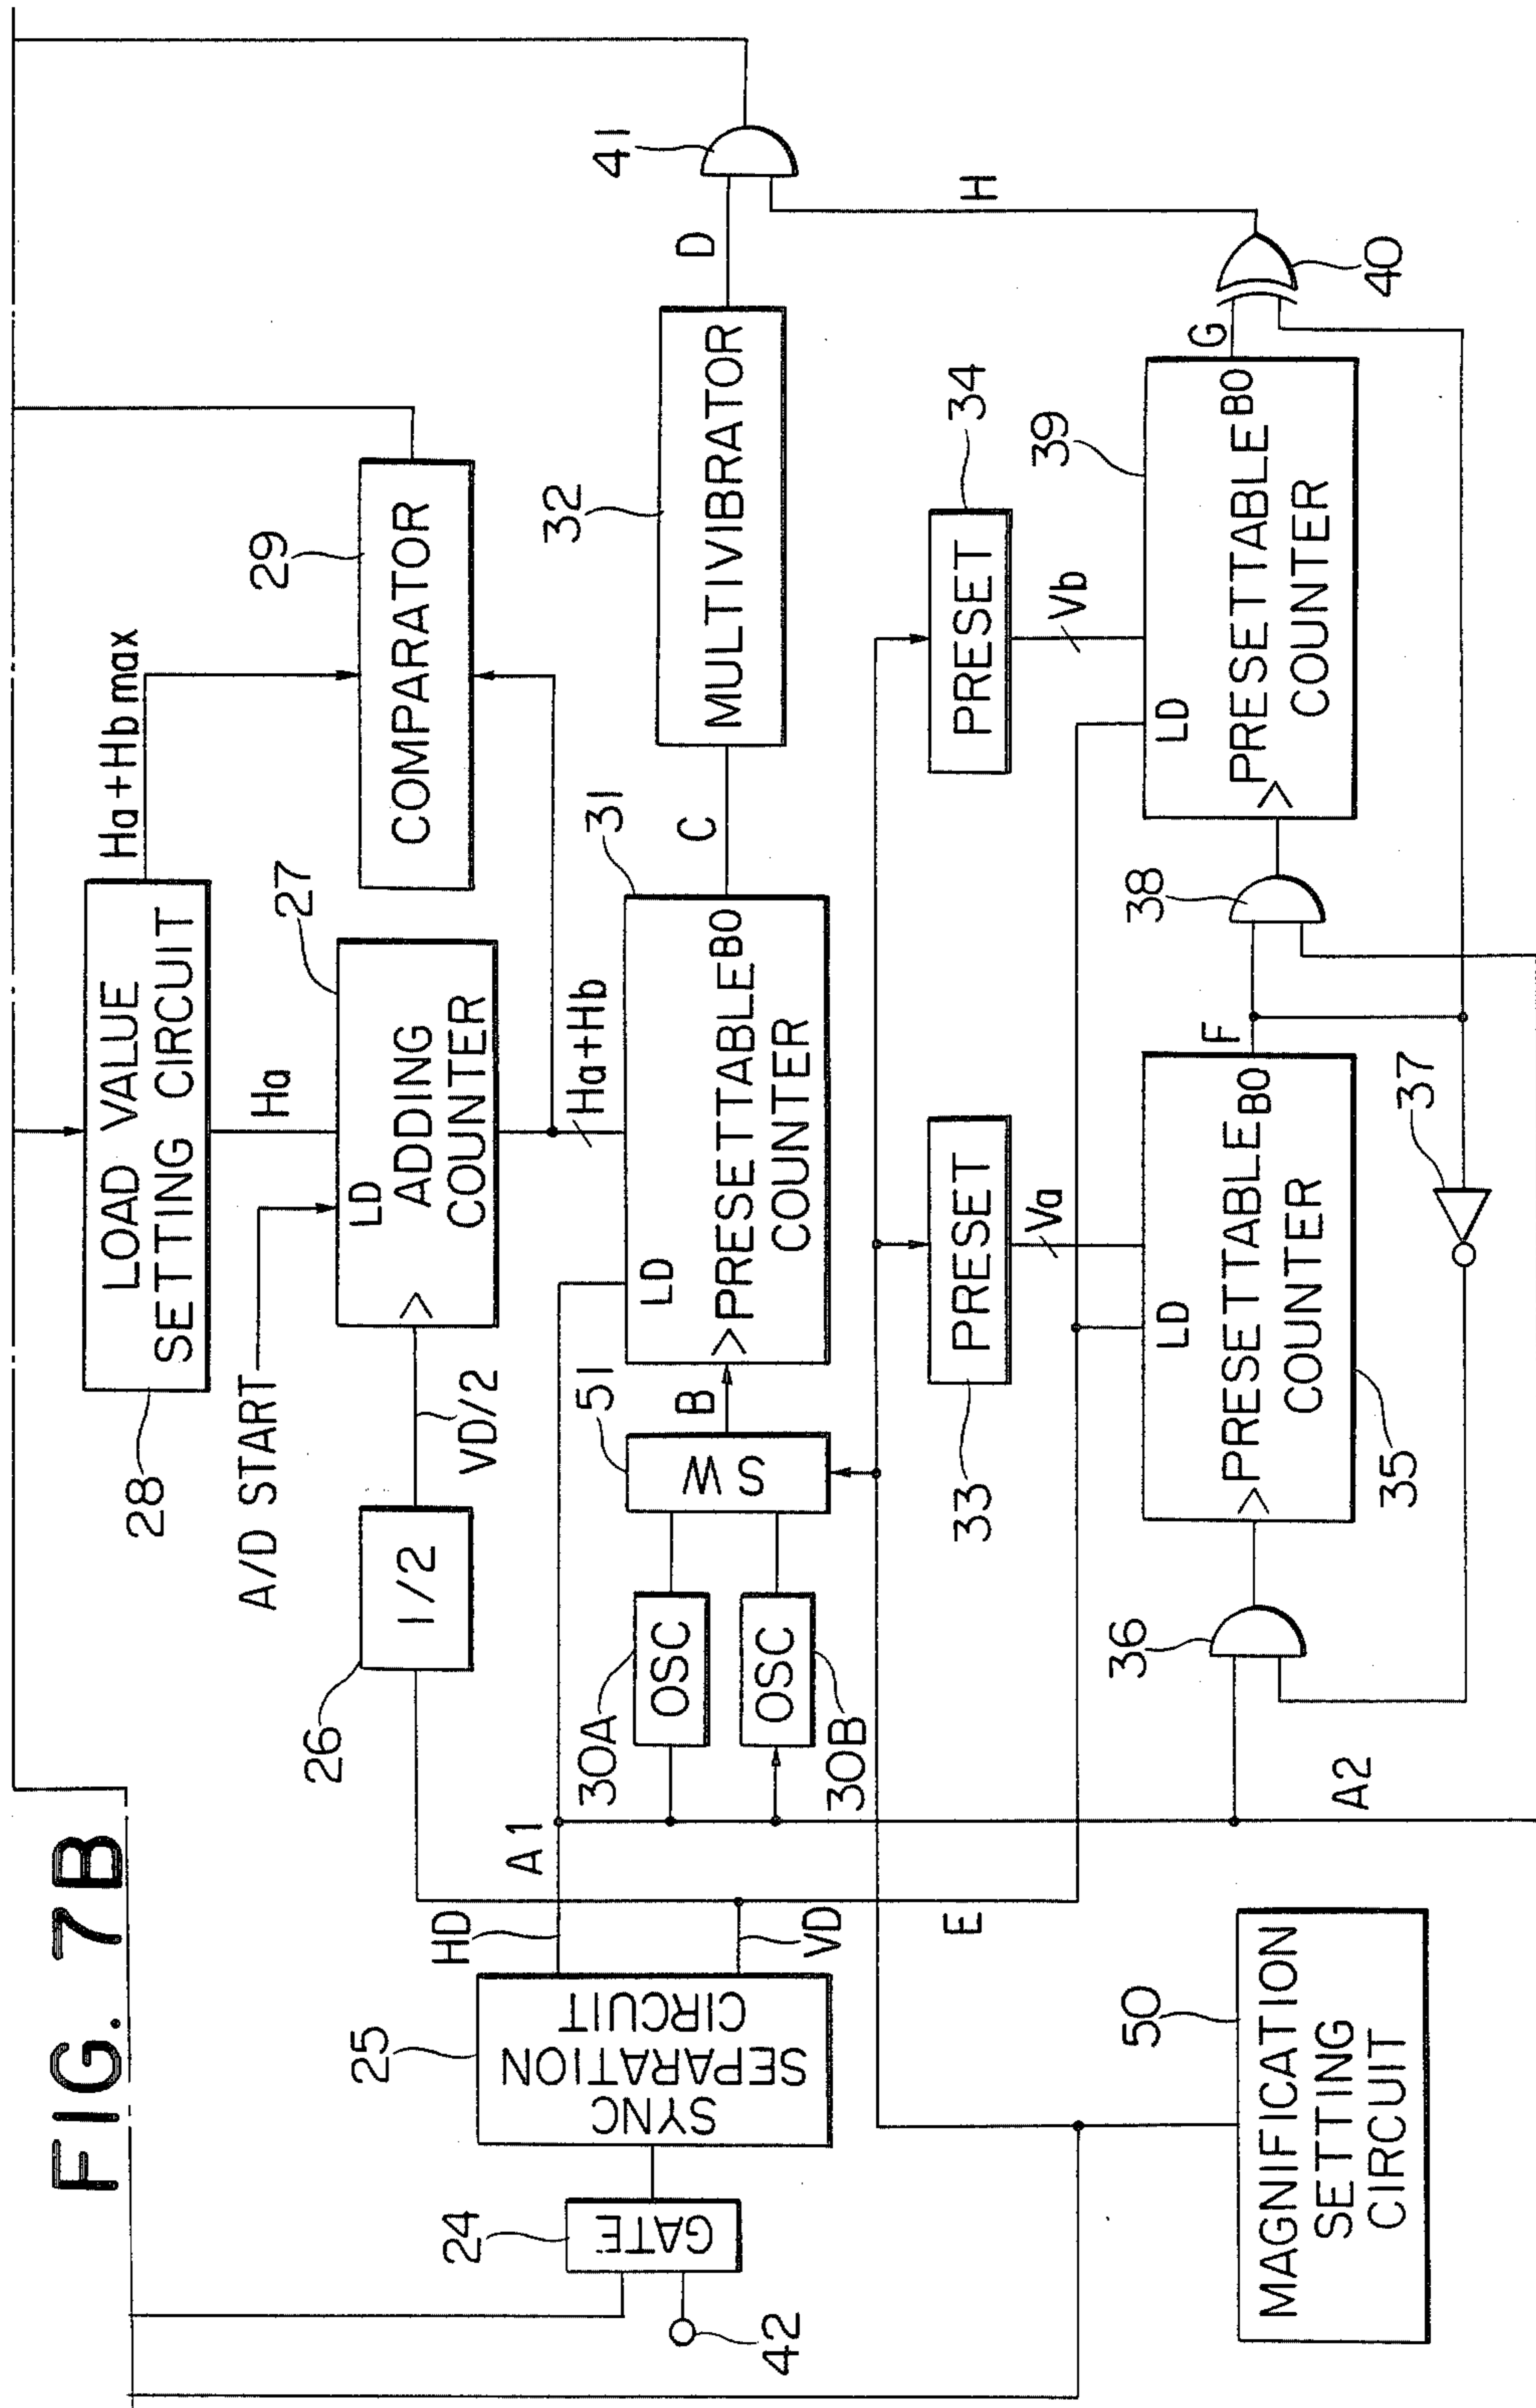 FIG. 7B
28
LOAD VALUE
SETTING CIRCUIT
Ha+Hb max
A/D START
Ha
27
LD
ADDING
COUNTER
29
COMPARATOR
26
1/2
VD/2
Ha+Hb
24
GATE
42
25
SYNC
SEPARATION
CIRCUIT
HD
VD
A1
30A
OSC
30B
OSC
51
SW
B
31
LD
PRESETTABLE
COUNTER
BO
C
32
MULTIVIBRATOR
D
41
H
E
33
PRESET
Va
34
PRESET
Vb
50
MAGNIFICATION
SETTING
CIRCUIT
A2
36
LD
PRESETTABLE
COUNTER
BO
35
F
37
38
39
LD
PRESETTABLE
COUNTER
BO
G
40